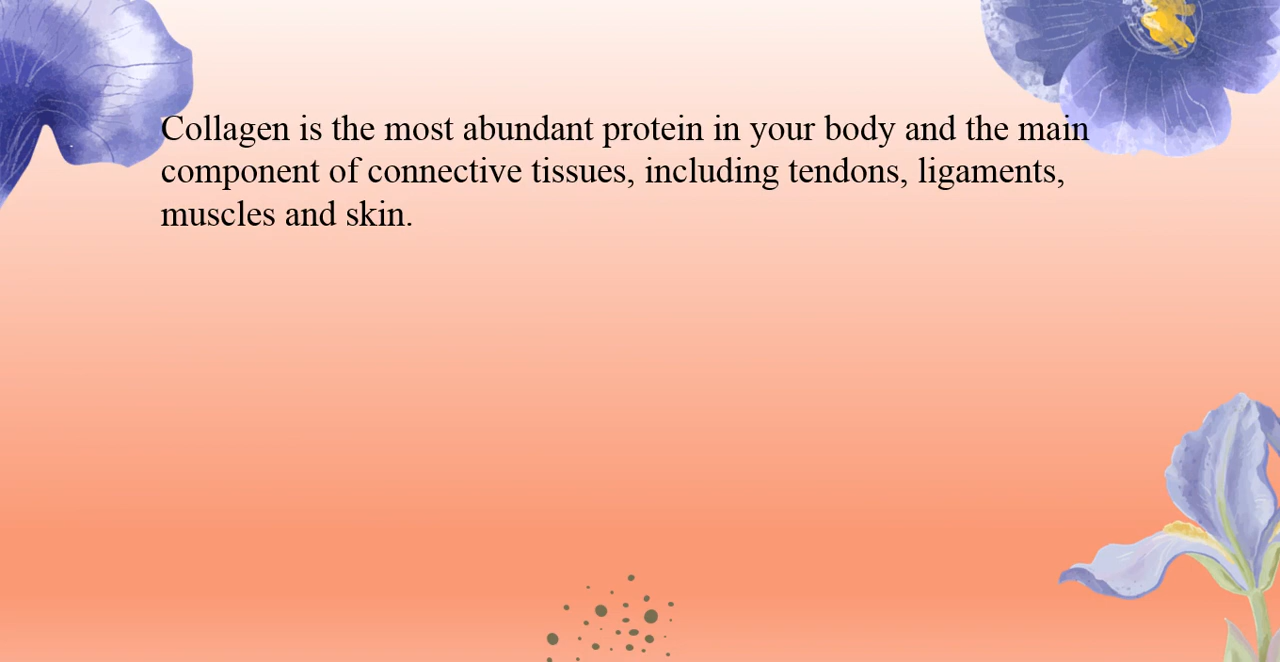 Collagen is the most abundant protein in your body and the main
component of connective tissues, including tendons, ligaments,
muscles and skin.